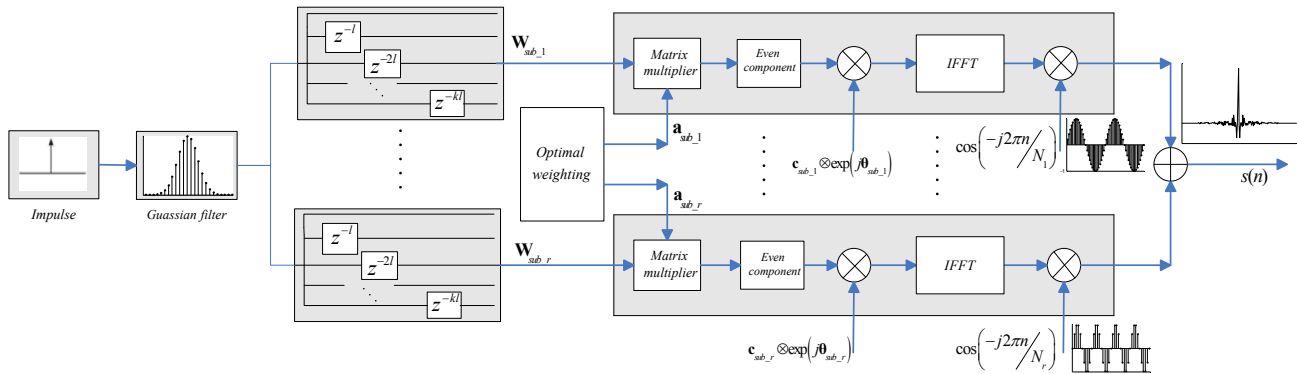 Impulse
Guassian filter
z^{-l}
z^{-2l}
z^{-kl}
W_{sub_1}
z^{-l}
z^{-2l}
z^{-kl}
W_{sub_r}
Optimal
weighting
a_{sub_1}
a_{sub_r}
Matrix
multiplier
Even
component
IFFT
c_{sub_1}⊗exp(jθ_{sub_1})
cos(-j2πn/N_1)
-1
Matrix
multiplier
Even
component
IFFT
c_{sub_r}⊗exp(jθ_{sub_r})
cos(-j2πn/N_r)
s(n)